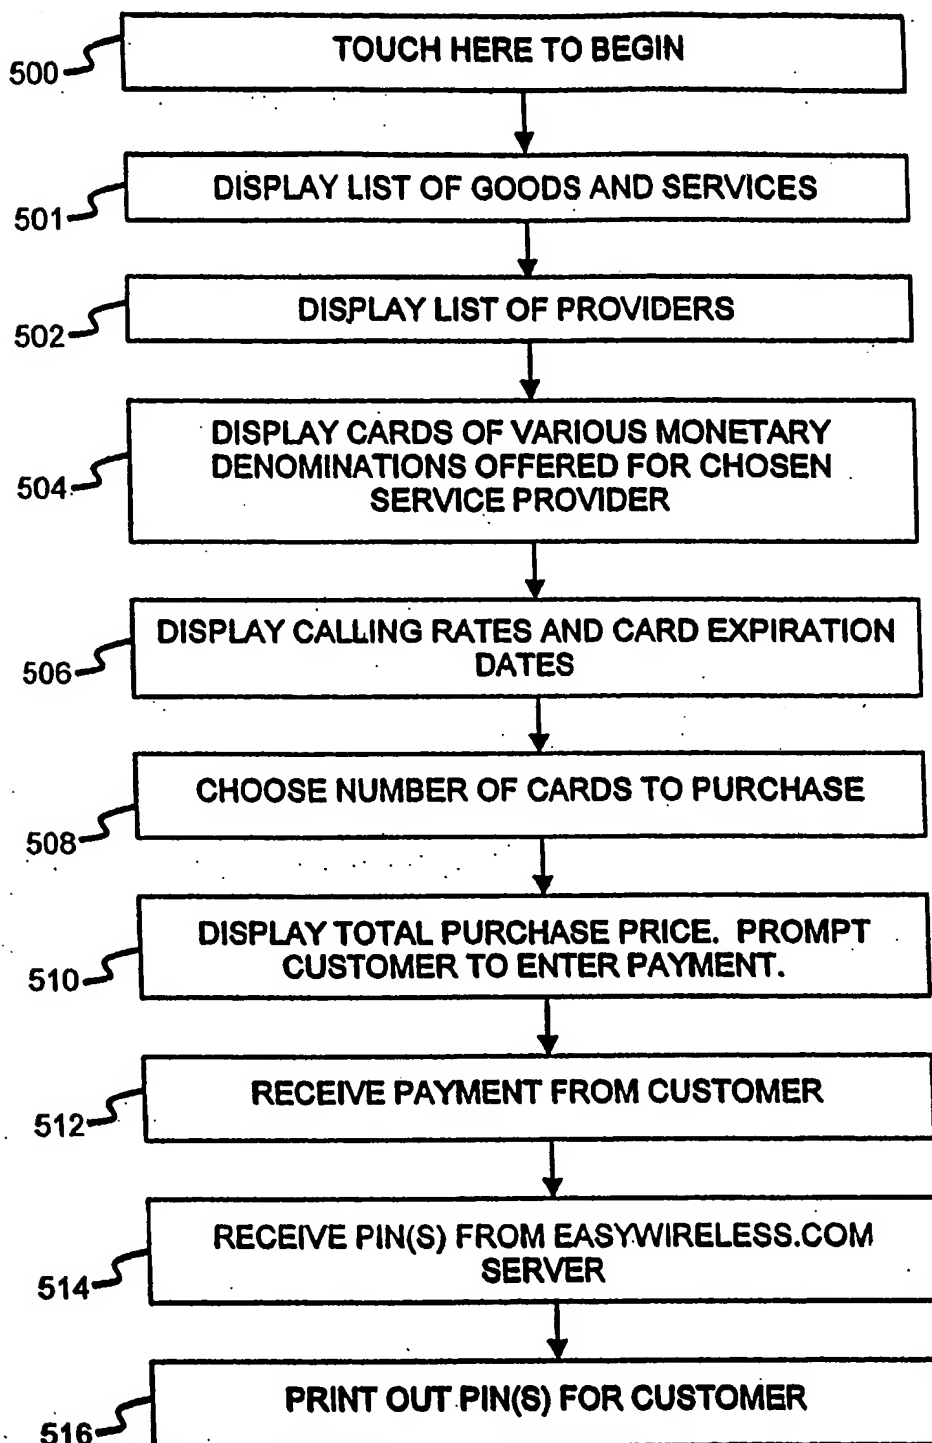 500
TOUCH HERE TO BEGIN
501
DISPLAY LIST OF GOODS AND SERVICES
502
DISPLAY LIST OF PROVIDERS
504
DISPLAY CARDS OF VARIOUS MONETARY
DENOMINATIONS OFFERED FOR CHOSEN
SERVICE PROVIDER
506
DISPLAY CALLING RATES AND CARD EXPIRATION
DATES
508
CHOOSE NUMBER OF CARDS TO PURCHASE
510
DISPLAY TOTAL PURCHASE PRICE. PROMPT
CUSTOMER TO ENTER PAYMENT.
512
RECEIVE PAYMENT FROM CUSTOMER
514
RECEIVE PIN(S) FROM EASYWIRELESS.COM
SERVER
516
PRINT OUT PIN(S) FOR CUSTOMER